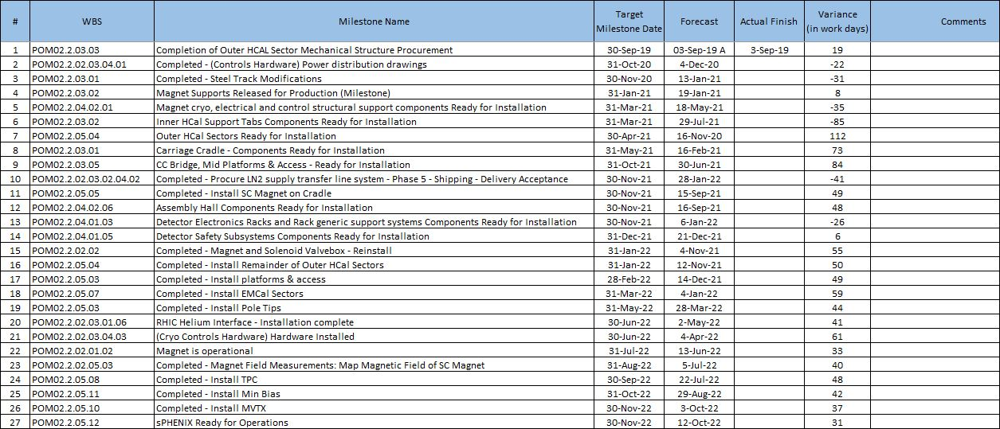 # WBS Milestone Name Target Milestone Date Forecast Actual Finish Variance (in work days) Comments
1 POM02.2.03.03 Completion of Outer HCAL Sector Mechanical Structure Procurement 30-Sep-19 03-Sep-19 A 3-Sep-19 19
2 POM02.2.02.03.04.01 Completed - (Controls Hardware) Power distribution drawings 31-Oct-20 4-Dec-20 -22
3 POM02.2.03.01 Completed - Steel Track Modifications 30-Nov-20 13-Jan-21 -31
4 POM02.2.03.02 Magnet Supports Released for Production (Milestone) 31-Jan-21 19-Jan-21 8
5 POM02.2.04.02.01 Magnet cryo, electrical and control structural support components Ready for Installation 31-Mar-21 18-May-21 -35
6 POM02.2.03.02 Inner HCal Support Tabs Components Ready for Installation 31-Mar-21 29-Jul-21 -85
7 POM02.2.05.04 Outer HCal Sectors Ready for Installation 30-Apr-21 16-Nov-20 112
8 POM02.2.03.01 Carriage Cradle - Components Ready for Installation 31-May-21 16-Feb-21 73
9 POM02.2.03.05 CC Bridge, Mid Platforms & Access - Ready for Installation 31-Oct-21 30-Jun-21 84
10 POM02.2.02.03.02.04.02 Completed - Procure LN2 supply transfer line system - Phase 5 - Shipping - Delivery Acceptance 30-Nov-21 28-Jan-22 -41
11 POM02.2.05.05 Completed - Install SC Magnet on Cradle 30-Nov-21 15-Sep-21 49
12 POM02.2.04.02.06 Assembly Hall Components Ready for Installation 30-Nov-21 16-Sep-21 48
13 POM02.2.04.01.03 Detector Electronics Racks and Rack generic support systems Components Ready for Installation 30-Nov-21 6-Jan-22 -26
14 POM02.2.04.01.05 Detector Safety Subsystems Components Ready for Installation 31-Dec-21 21-Dec-21 6
15 POM02.2.02.02 Completed - Magnet and Solenoid Valvebox - Reinstall 31-Jan-22 4-Nov-21 55
16 POM02.2.05.04 Completed - Install Remainder of Outer HCal Sectors 31-Jan-22 12-Nov-21 50
17 POM02.2.05.03 Completed - Install platforms & access 28-Feb-22 14-Dec-21 49
18 POM02.2.05.07 Completed - Install EMCal Sectors 31-Mar-22 4-Jan-22 59
19 POM02.2.05.03 Completed - Install Pole Tips 31-May-22 28-Mar-22 44
20 POM02.2.02.03.01.06 RHIC Helium Interface - Installation complete 30-Jun-22 2-May-22 41
21 POM02.2.02.03.04.03 (Cryo Controls Hardware) Hardware Installed 30-Jun-22 4-Apr-22 61
22 POM02.2.02.01.02 Magnet is operational 31-Jul-22 13-Jun-22 33
23 POM02.2.02.05.03 Completed - Magnet Field Measurements: Map Magnetic Field of SC Magnet 31-Aug-22 5-Jul-22 40
24 POM02.2.05.08 Completed - Install TPC 30-Sep-22 22-Jul-22 48
25 POM02.2.05.11 Completed - Install Min Bias 31-Oct-22 29-Aug-22 42
26 POM02.2.05.10 Completed - Install MVTX 30-Nov-22 3-Oct-22 37
27 POM02.2.05.12 sPHENIX Ready for Operations 30-Nov-22 12-Oct-22 31